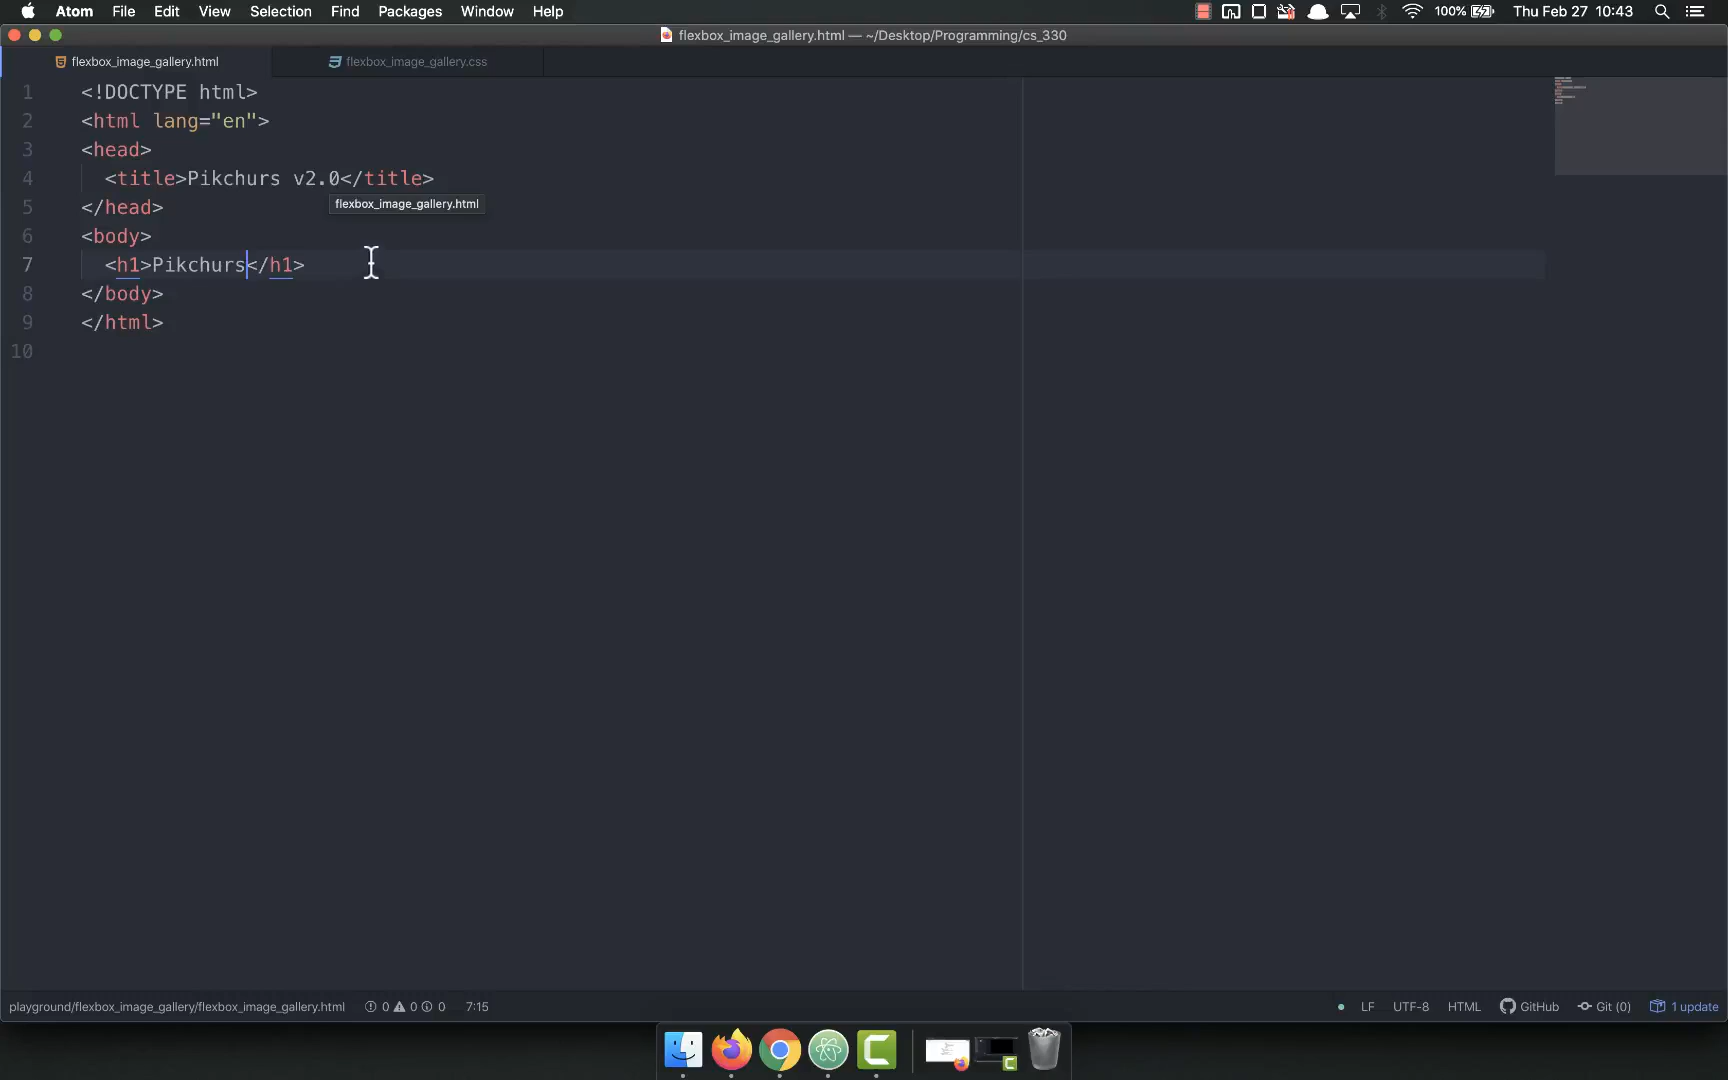 Atom File Edit View Selection Find Packages Window Help 100% Thu Feb 27 10:43
flexbox_image_gallery.html — ~/Desktop/Programming/cs_330
flexbox_image_gallery.html flexbox_image_gallery.css
1 <!DOCTYPE html>
2 <html lang="en">
3 <head>
4 <title>Pikchurs v2.0</title>
flexbox_image_gallery.html
5 </head>
6 <body>
7 <h1>Pikchurs</h1>
8 </body>
9 </html>
10
playground/flexbox_image_gallery/flexbox_image_gallery.html 0 0 0 7:15 LF UTF-8 HTML GitHub Git (0) 1 update